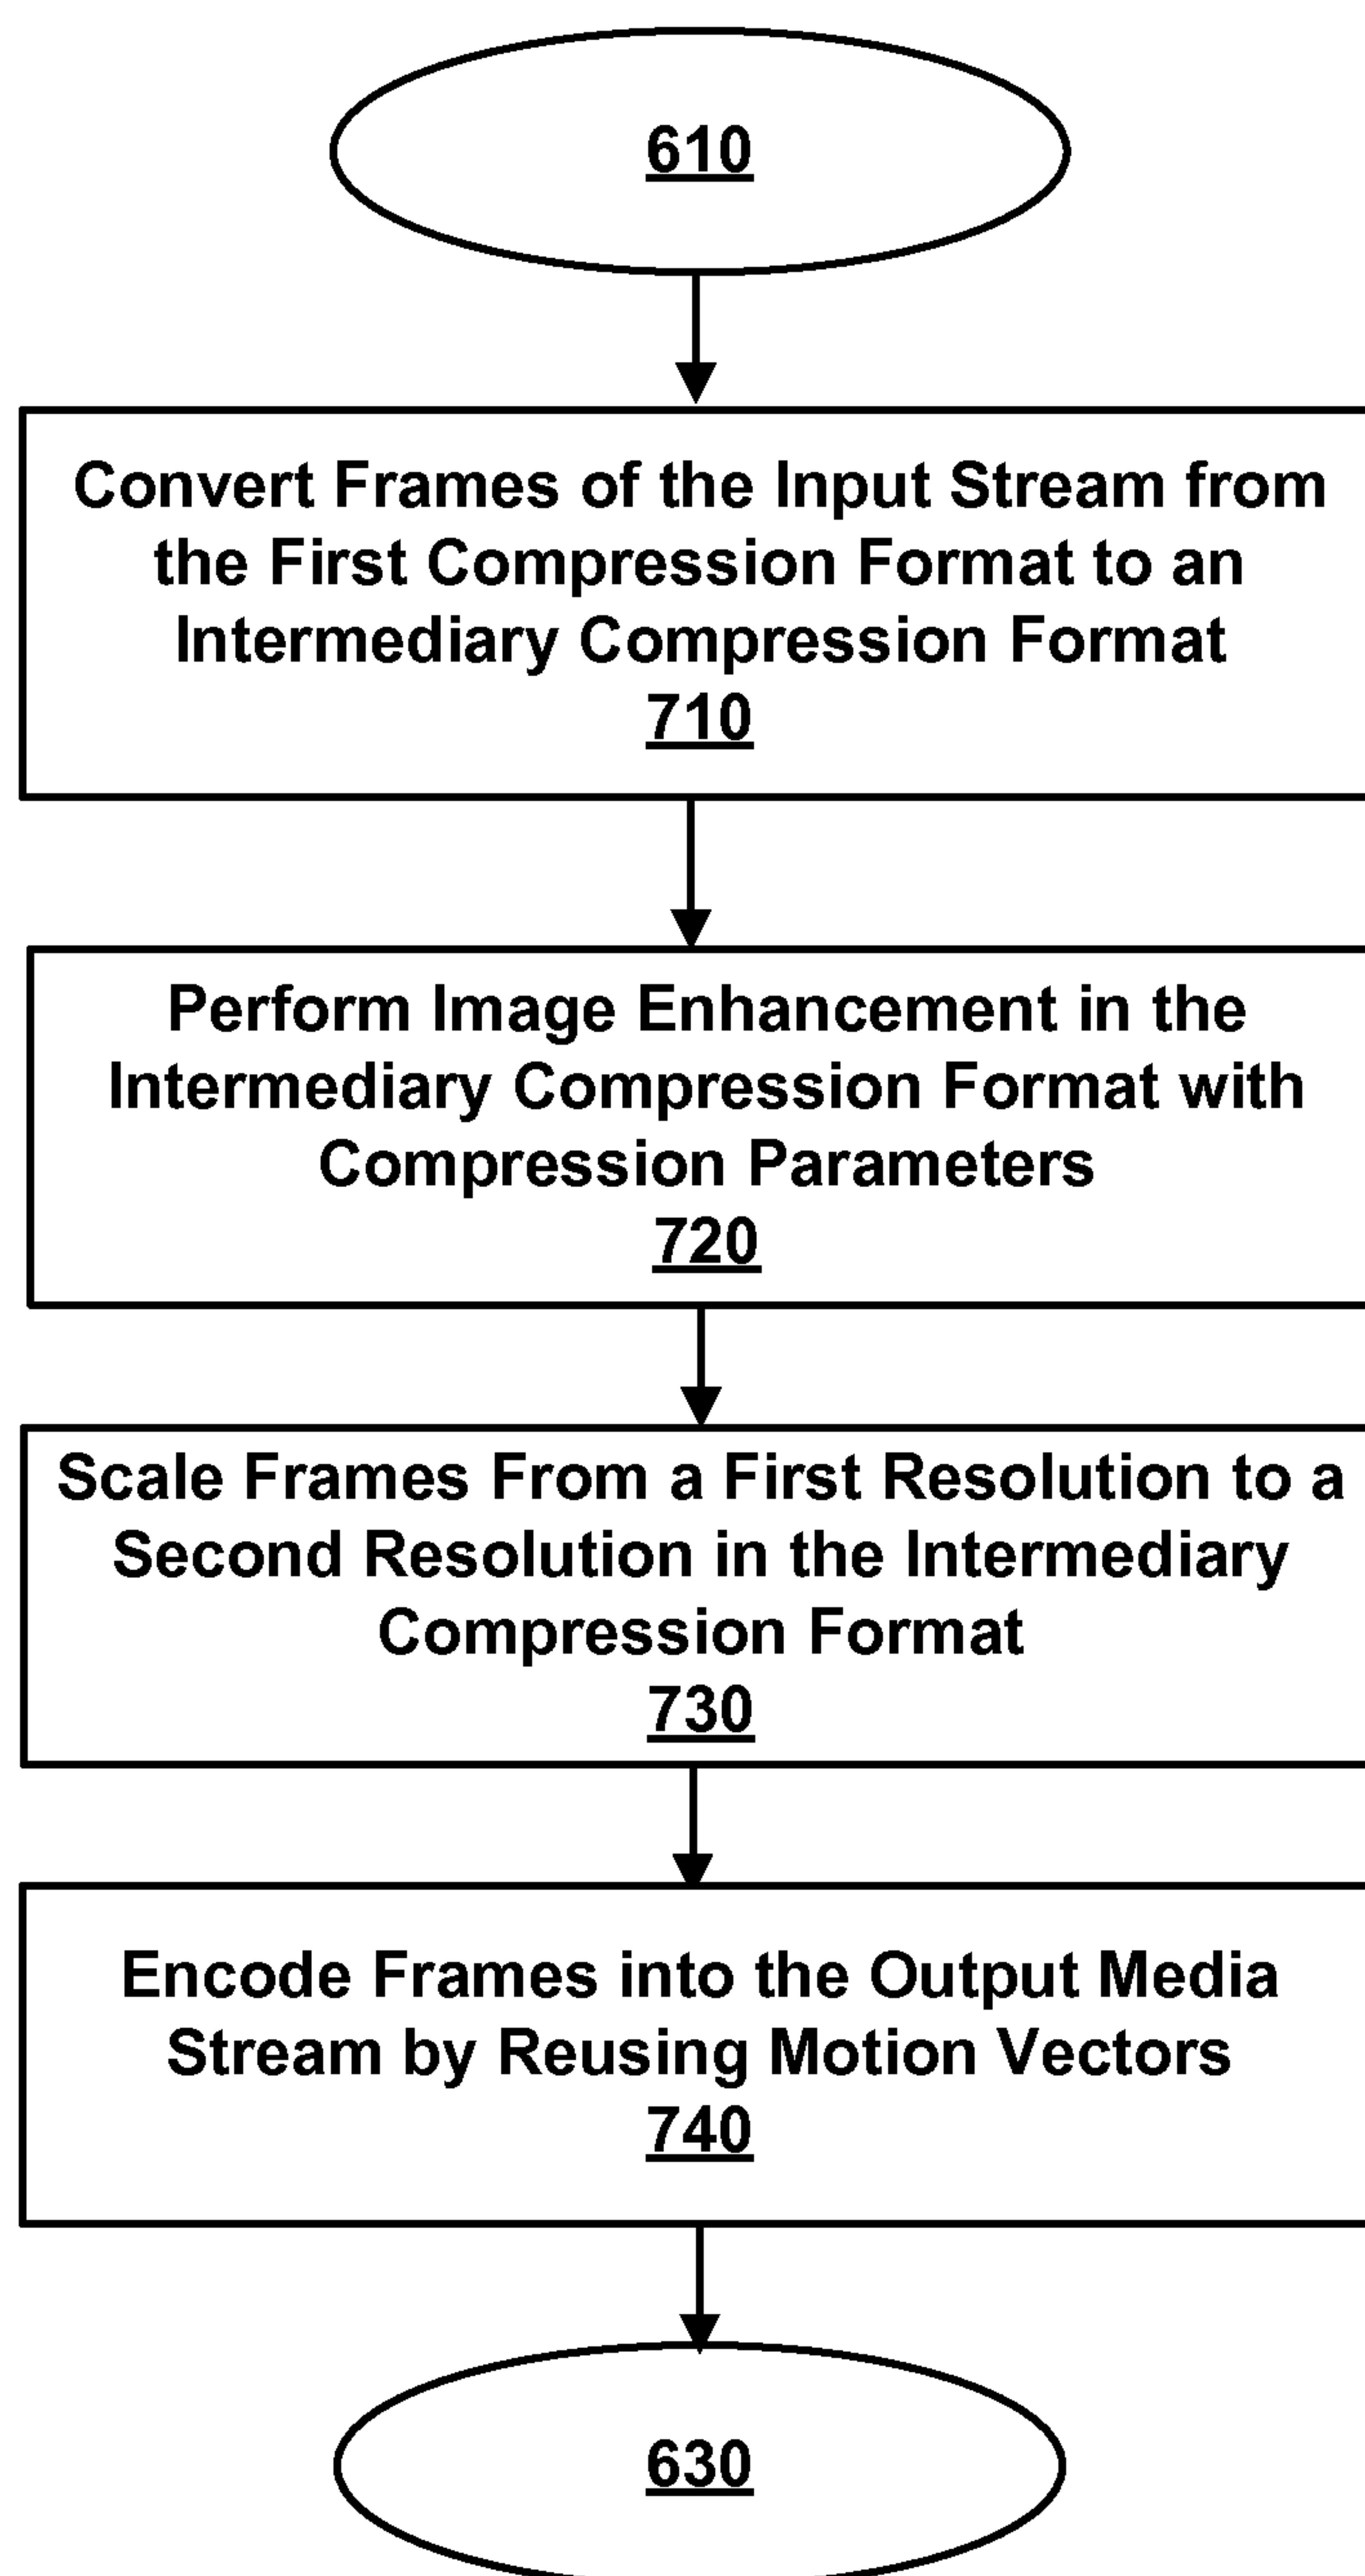 610
Convert Frames of the Input Stream from
the First Compression Format to an
Intermediary Compression Format
710
Perform Image Enhancement in the
Intermediary Compression Format with
Compression Parameters
720
Scale Frames From a First Resolution to a
Second Resolution in the Intermediary
Compression Format
730
Encode Frames into the Output Media
Stream by Reusing Motion Vectors
740
630